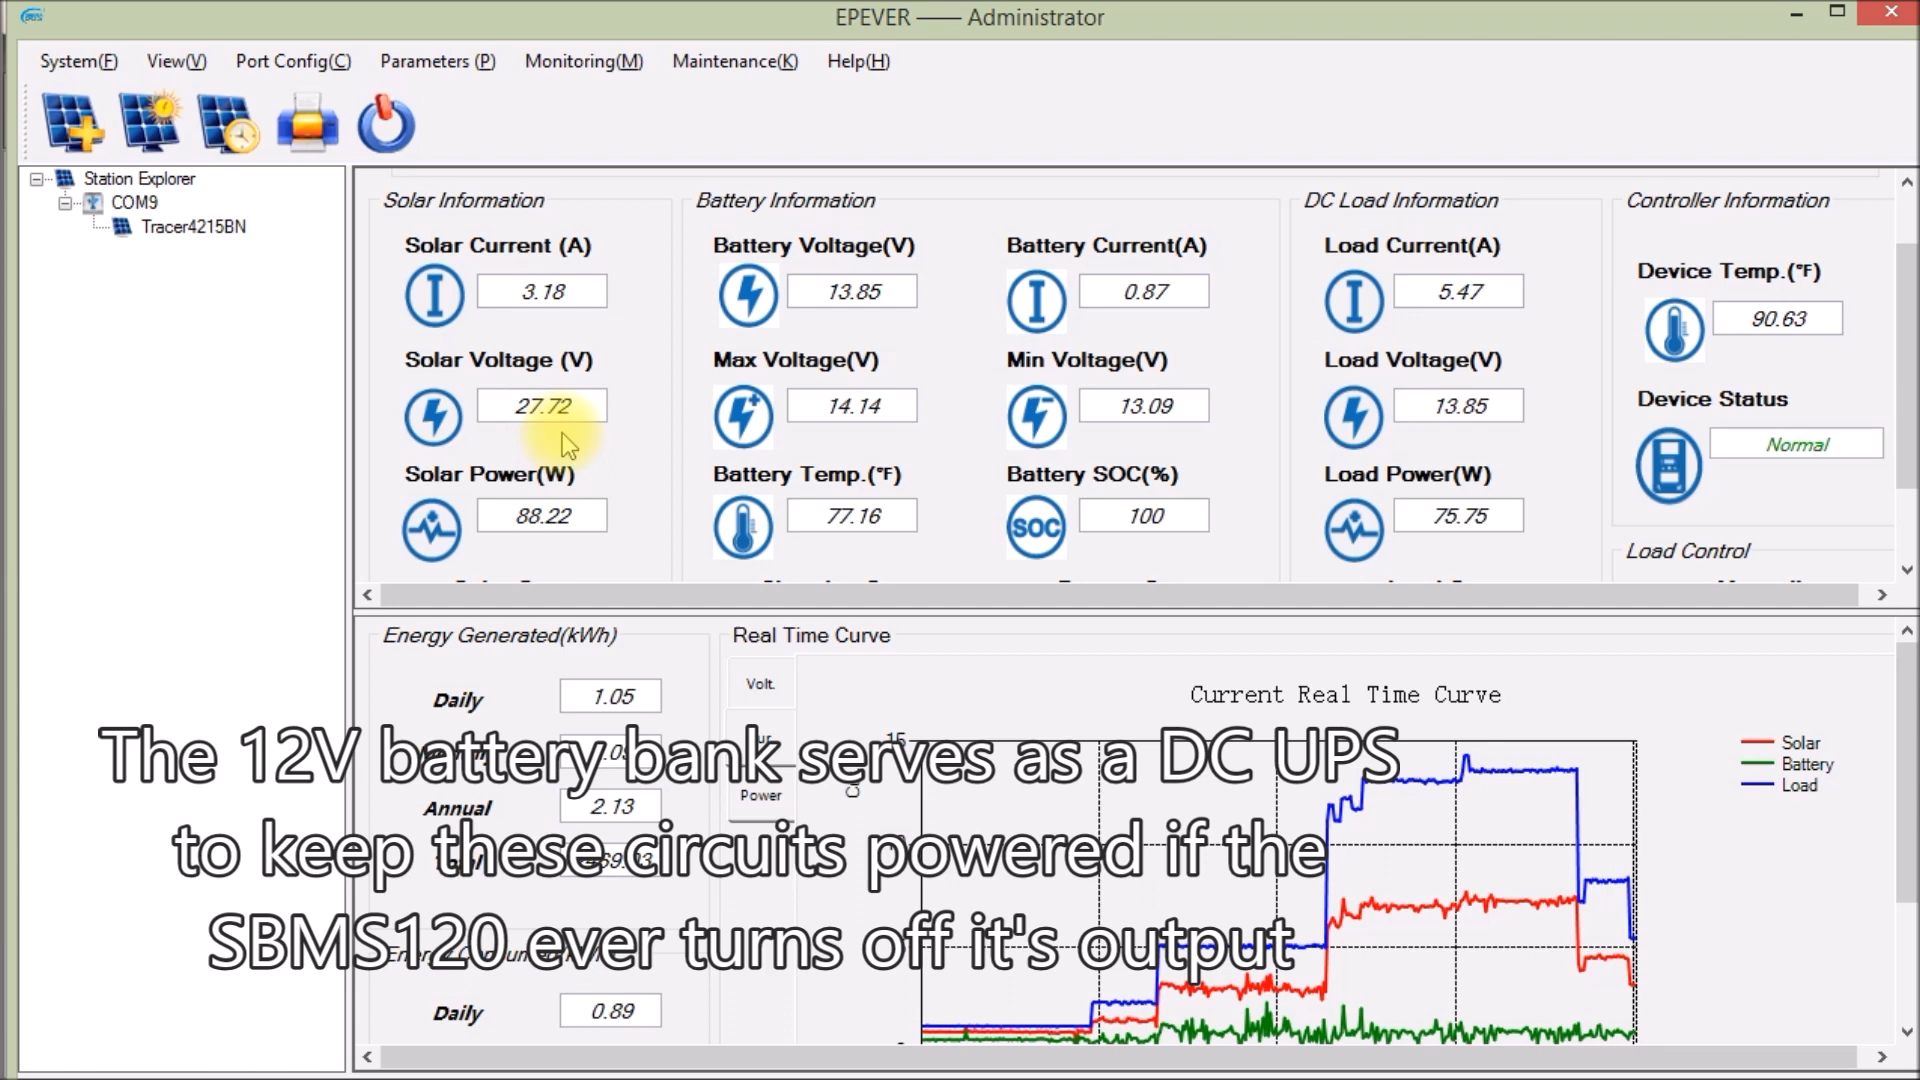 EPEVER —— Administrator
System(F) View(V) Port Config(C) Parameters (P) Monitoring(M) Maintenance(K) Help(H)
Station Explorer
COM9
Tracer4215BN
Solar Information
Solar Current (A)
3.18
Solar Voltage (V)
27.72
Solar Power(W)
88.22
Battery Information
Battery Voltage(V) Battery Current(A)
13.85 0.87
Max Voltage(V) Min Voltage(V)
14.14 13.09
Battery Temp.(℉) Battery SOC(%)
77.16 SOC 100
DC Load Information
Load Current(A)
5.47
Load Voltage(V)
13.85
Load Power(W)
75.75
Controller Information
Device Temp.(℉)
90.63
Device Status
Normal
Load Control
Energy Generated(kWh)
Daily 1.05
Annual 2.13
Daily 0.89
Real Time Curve
Volt.
Power
Current Real Time Curve
15
Solar
Battery
Load
The 12V battery bank serves as a DC UPS
to keep these circuits powered if the
SBMS120 ever turns off it's output